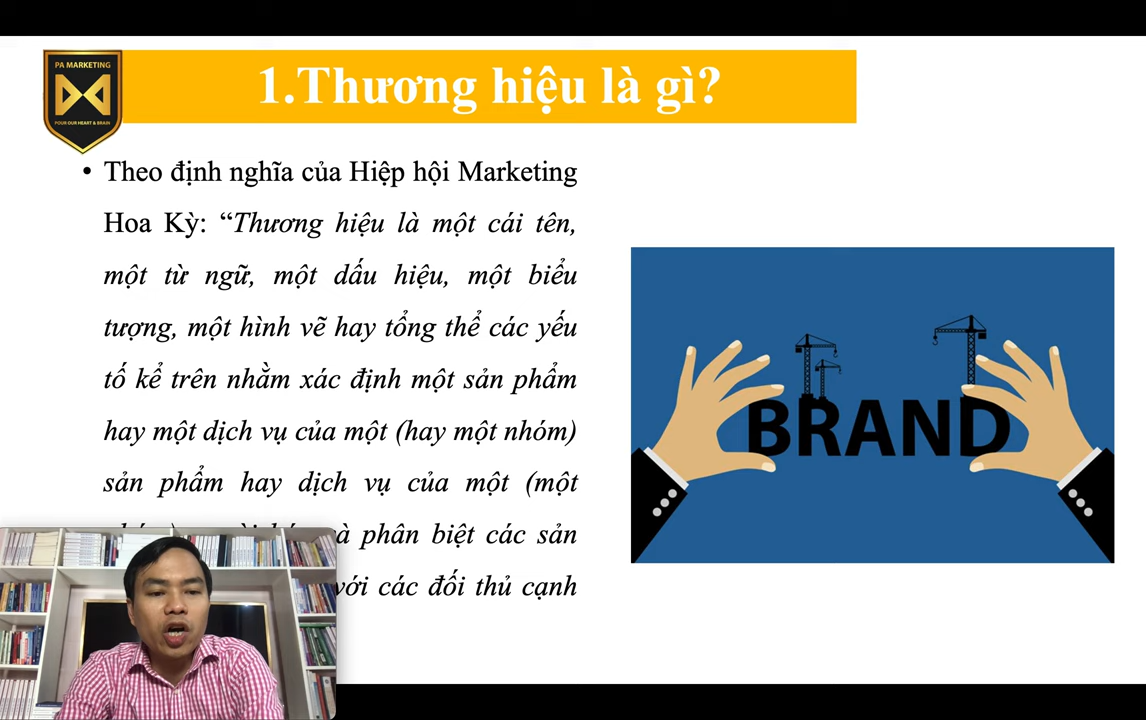 PA MARKETING
POUR OUR HEART & BRAIN
1.Thương hiệu là gì?
• Theo định nghĩa của Hiệp hội Marketing
Hoa Kỳ: “Thương hiệu là một cái tên,
một từ ngữ, một dấu hiệu, một biểu
tượng, một hình vẽ hay tổng thể các yếu
tố kể trên nhằm xác định một sản phẩm
hay một dịch vụ của một (hay một nhóm)
sản phẩm hay dịch vụ của một (một
phân biệt các sản
với các đối thủ cạnh
BRAND